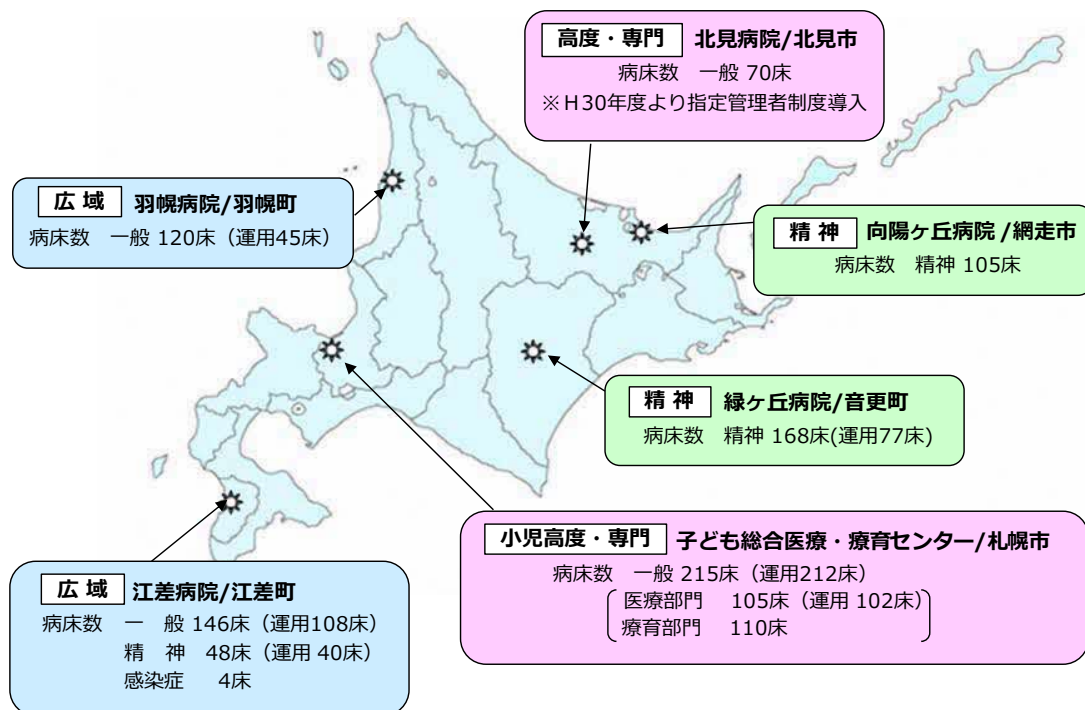 高度・専門 北見病院/北見市
病床数 一般 70床
※H30年度より指定管理者制度導入
広 域 羽幌病院/羽幌町
病床数 一般 120床（運用45床）
精 神 向陽ヶ丘病院 /網走市
病床数 精神 105床
精 神 緑ヶ丘病院/音更町
病床数 精神 168床(運用77床)
小児高度・専門 子ども総合医療・療育センター/札幌市
病床数 一般 215床（運用212床）
医療部門 105床（運用 102床）
療育部門 110床
広 域 江差病院/江差町
病床数 一 般 146床（運用108床）
精 神 48床（運用 40床）
感染症 4床